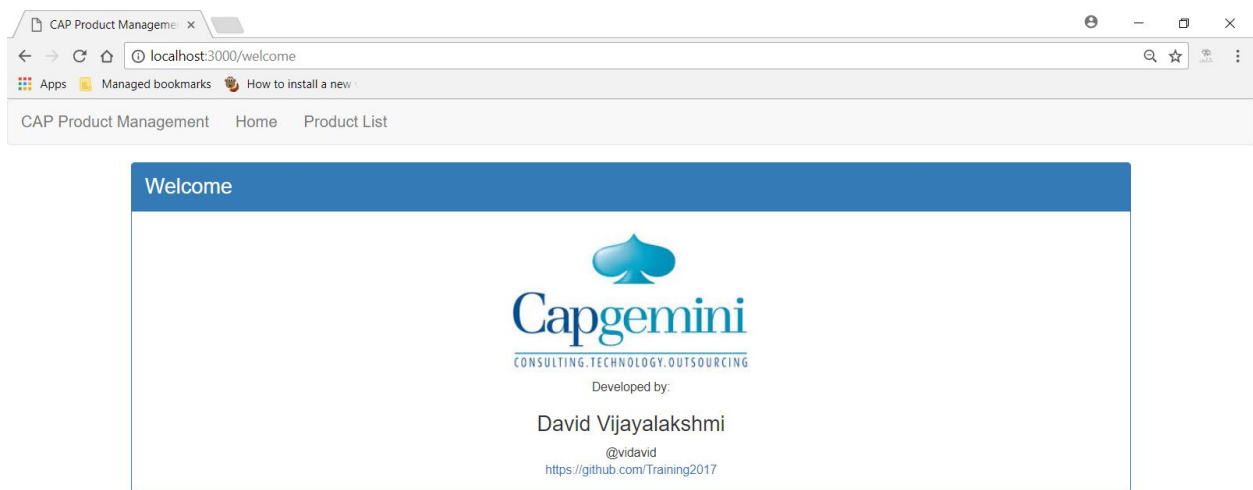 CAP Product Manageme
localhost:3000/welcome
Apps Managed bookmarks How to install a new
CAP Product Management Home Product List
Welcome
Capgemini
CONSULTING.TECHNOLOGY.OUTSOURCING
Developed by:
David Vijayalakshmi
@vidavid
https://github.com/Training2017